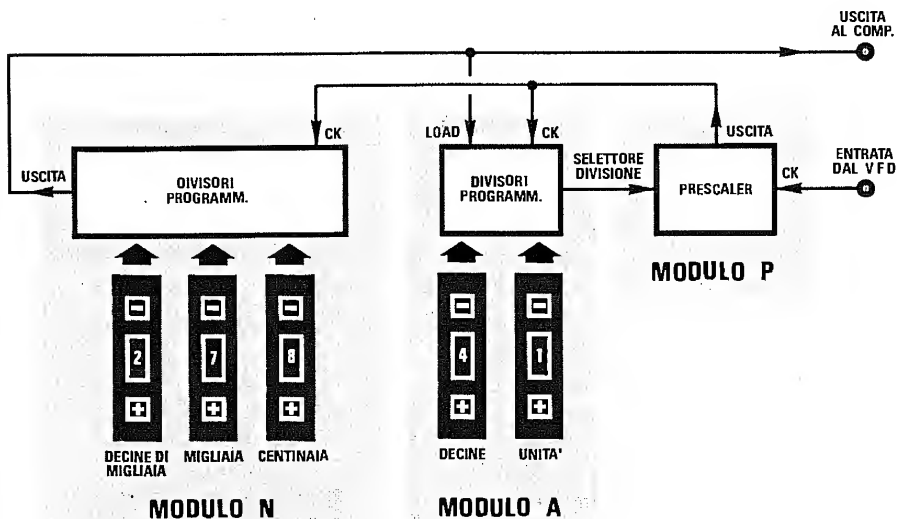 USCITA
AL COMP.
CK
LOAD
CK
USCITA
SELETTORE
DIVISIONE
ENTRATA
DAL VFD
CK
USCITA
OIVISORI
PROGRAMM.
DIVISORI
PROGRAMM.
PRESCALER
MODULO P
2
7
8
4
1
DECINE DI
MIGLIAIA
MIGLIAIA
CENTINAIA
DECINE
UNITA'
MODULO N
MODULO A